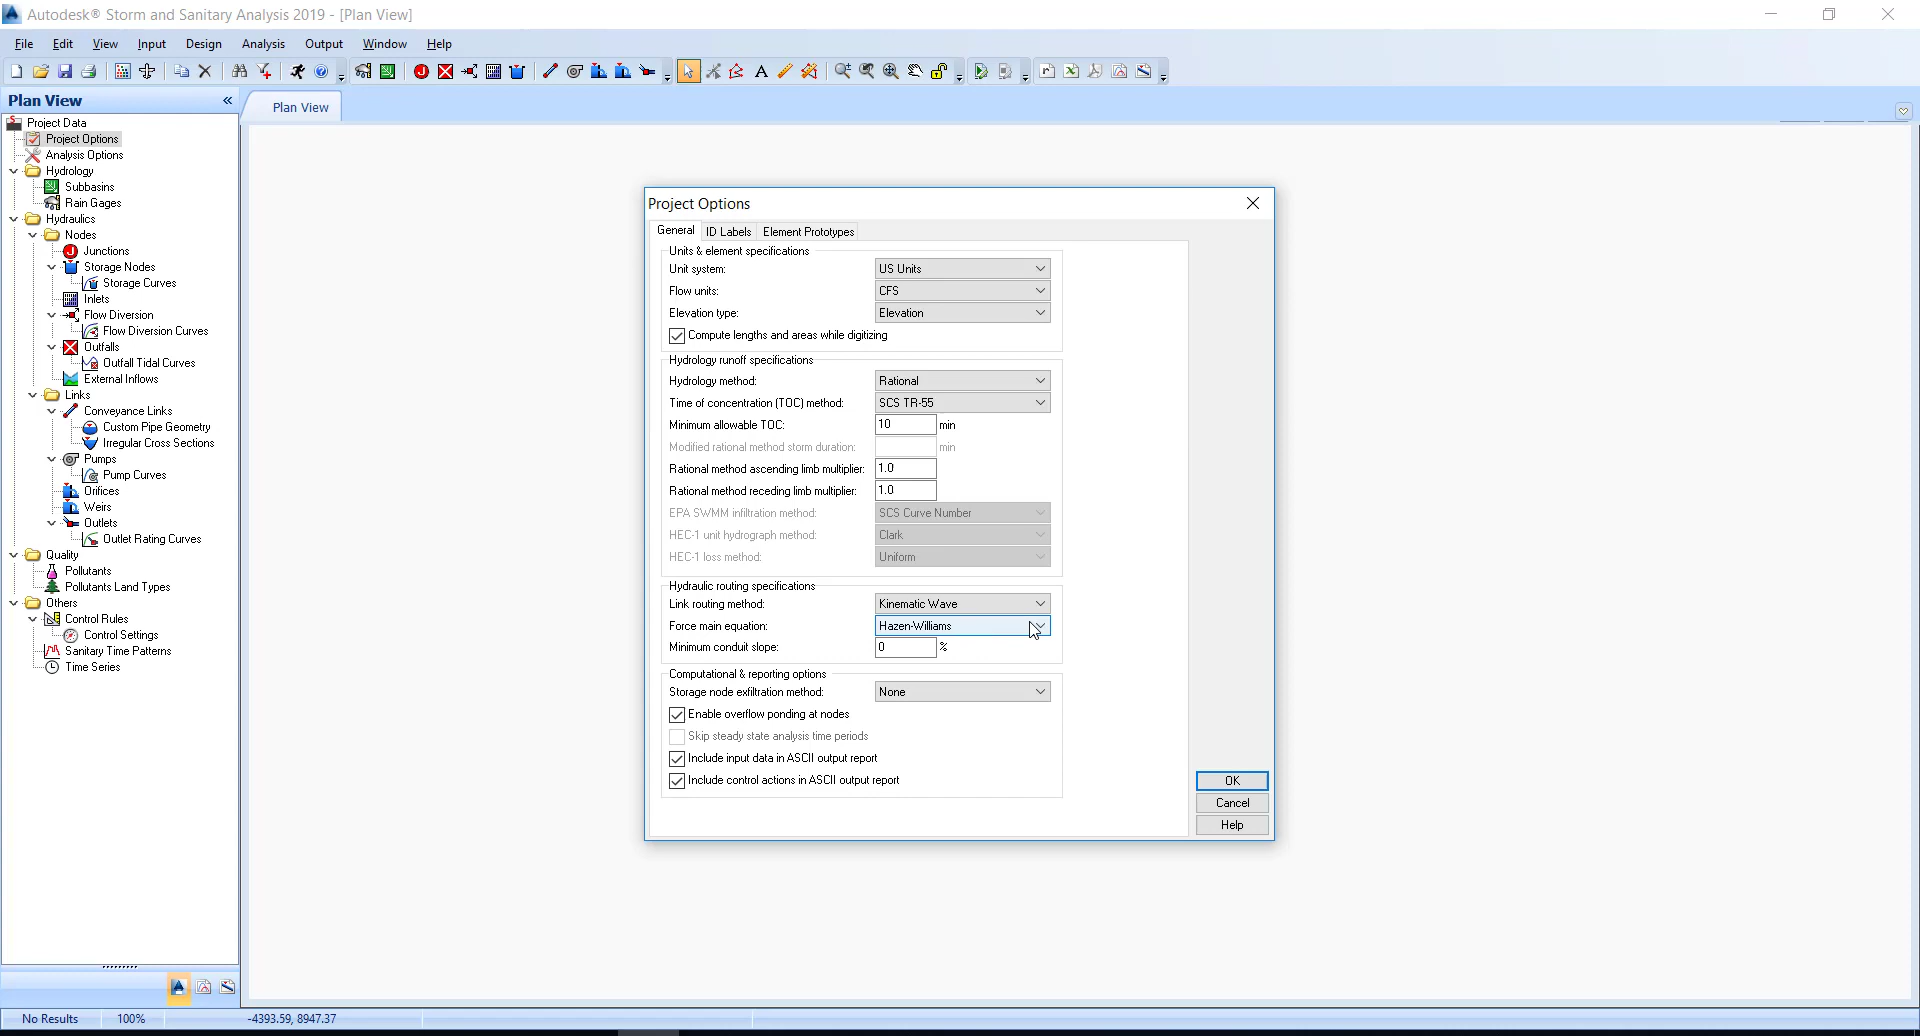 Autodesk® Storm and Sanitary Analysis 2019 - [Plan View]
File Edit View Input Design Analysis Output Window Help
Plan View
Plan View
Project Data
Project Options
Analysis Options
Hydrology
Subbasins
Rain Gages
Hydraulics
Nodes
Junctions
Storage Nodes
Storage Curves
Inlets
Flow Diversion
Flow Diversion Curves
Outfalls
Outfall Tidal Curves
External Inflows
Links
Conveyance Links
Custom Pipe Geometry
Irregular Cross Sections
Pumps
Pump Curves
Orifices
Weirs
Outlets
Outlet Rating Curves
Quality
Pollutants
Pollutants Land Types
Others
Control Rules
Control Settings
Sanitary Time Patterns
Time Series
Project Options
General ID Labels Element Prototypes
Units & element specifications
Unit system: US Units
Flow units: CFS
Elevation type: Elevation
Compute lengths and areas while digitizing
Hydrology runoff specifications
Hydrology method: Rational
Time of concentration (TOC) method: SCS TR-55
Minimum allowable TOC: 10 min
Modified rational method storm duration: min
Rational method ascending limb multiplier: 1.0
Rational method receding limb multiplier: 1.0
EPA SWMM infiltration method: SCS Curve Number
HEC-1 unit hydrograph method: Clark
HEC-1 loss method: Uniform
Hydraulic routing specifications
Link routing method: Kinematic Wave
Force main equation: Hazen-Williams
Minimum conduit slope: 0 %
Computational & reporting options
Storage node exfiltration method: None
Enable overflow ponding at nodes
Skip steady state analysis time periods
Include input data in ASCII output report
Include control actions in ASCII output report
OK
Cancel
Help
No Results 100% -4393.59, 8947.37